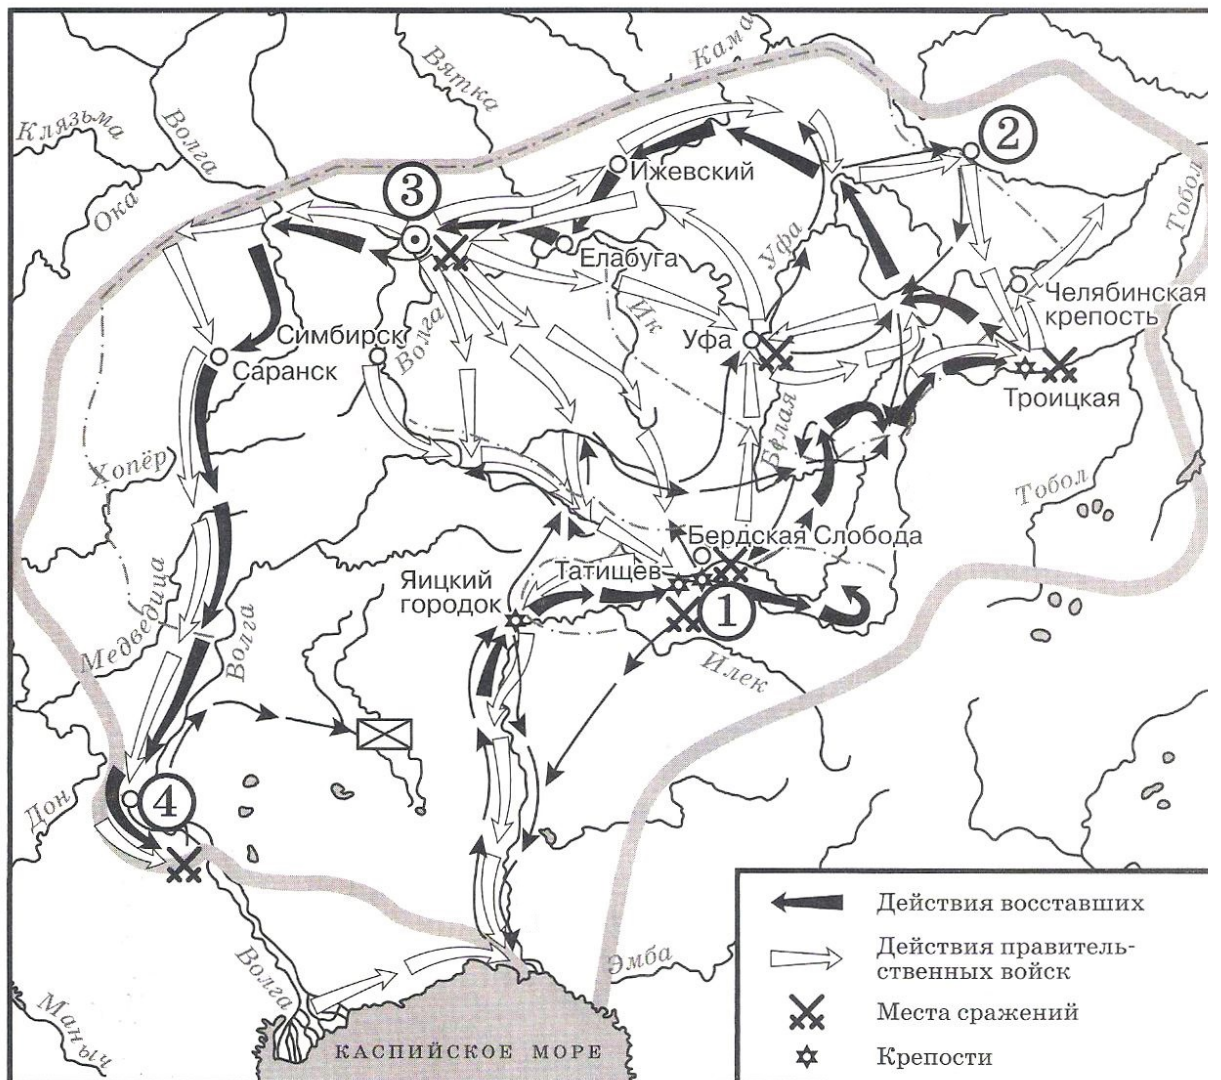 Кама
Вятка
Клязьма
Волга
2
Тобол
Ижевский
Ока
3
Елабуга
Уфа
Ик
Челябинская
крепость
Волга
Симбирск
Уфа
Саранск
Троицкая
Белая
Хопёр
Тобол
Бердская Слобода
Татищев
Яицкий
городок
1
Медведица
Волга
Илек
Дон
4
Действия восставших
Действия правитель-
ственных войск
Эмба
Волга
Места сражений
Маныч
КАСПИЙСКОЕ МОРЕ
Крепости